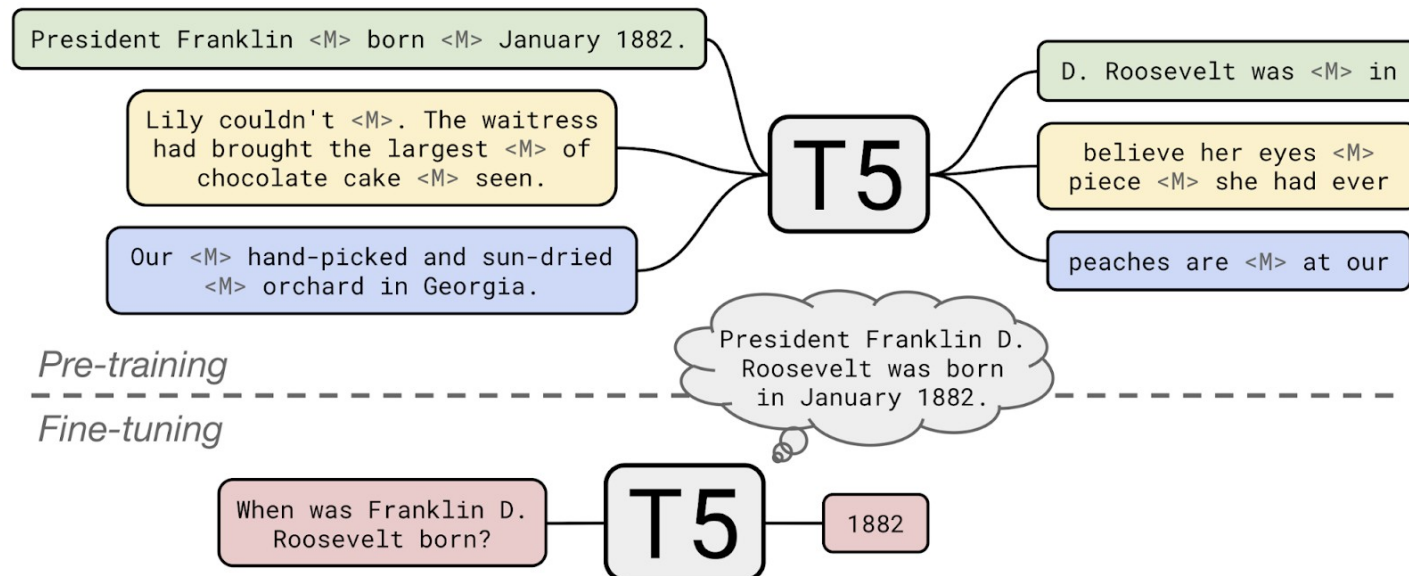 President Franklin <M> born <M> January 1882.
Lily couldn't <M>. The waitress
had brought the largest <M> of
chocolate cake <M> seen.
Our <M> hand-picked and sun-dried
<M> orchard in Georgia.
T5
D. Roosevelt was <M> in
believe her eyes <M>
piece <M> she had ever
peaches are <M> at our
President Franklin D.
Roosevelt was born
in January 1882.
Pre-training
Fine-tuning
When was Franklin D.
Roosevelt born?
T5
1882